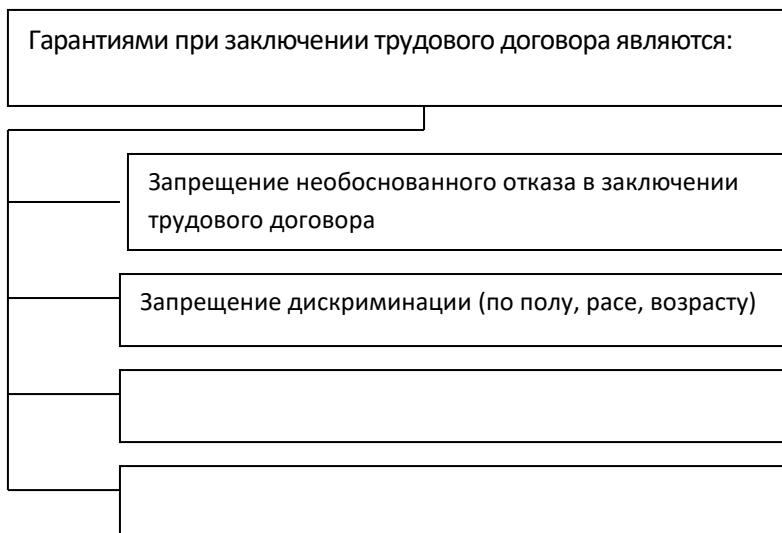 Гарантиями при заключении трудового договора являются:
Запрещение необоснованного отказа в заключении
трудового договора
Запрещение дискриминации (по полу, расе, возрасту)